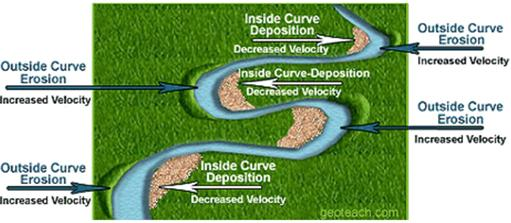 Inside Curve
Deposition
Decreased Velocity
Outside Curve
Erosion
Increased Velocity
Outside Curve
Erosion
Increased Velocity
Inside Curve-Deposition
Decreased Velocity
Outside Curve
Erosion
Increased Velocity
Outside Curve
Erosion
Increased Velocity
Inside Curve
Deposition
Decreased Velocity
geoteach.com